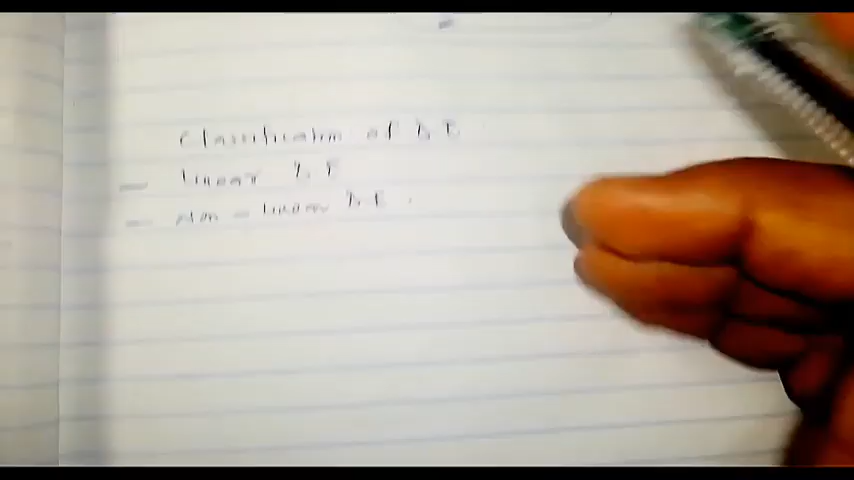 Classification of D.E
- linear D.E
- Non-linear D.E.